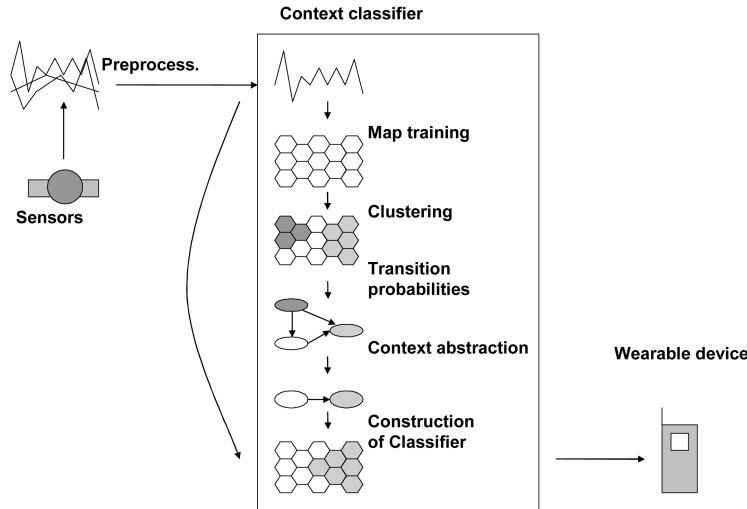 Context classifier
Preprocess.
Map training
Sensors
Clustering
Transition
probabilities
Context abstraction
Wearable device
Construction
of Classifier